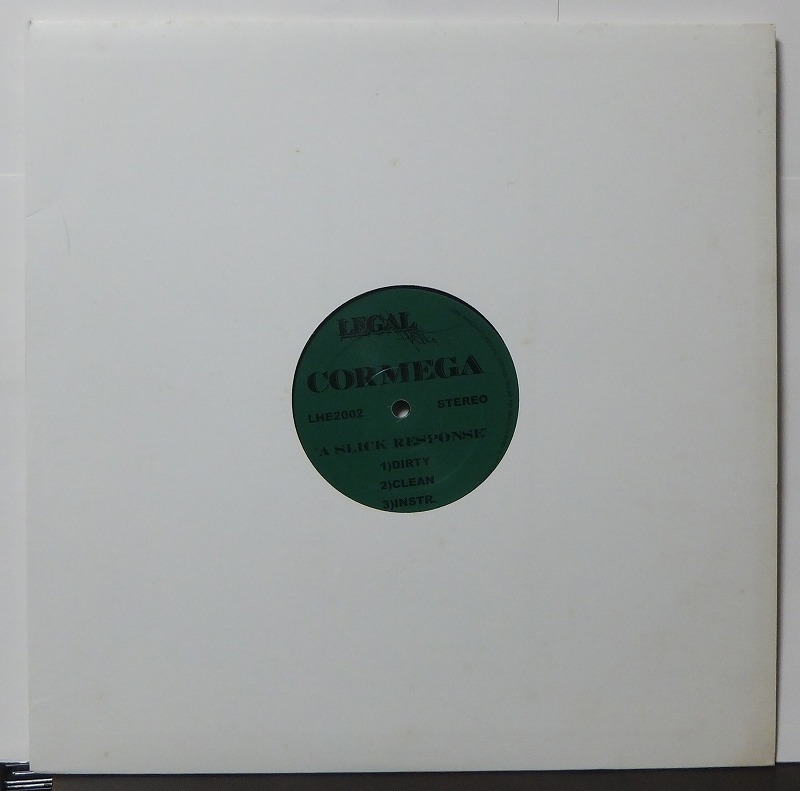 LEGAL
CORMEGA
LHE2002 STEREO
"A SLICK RESPONSE"
1)DIRTY
2)CLEAN
3)INSTR.